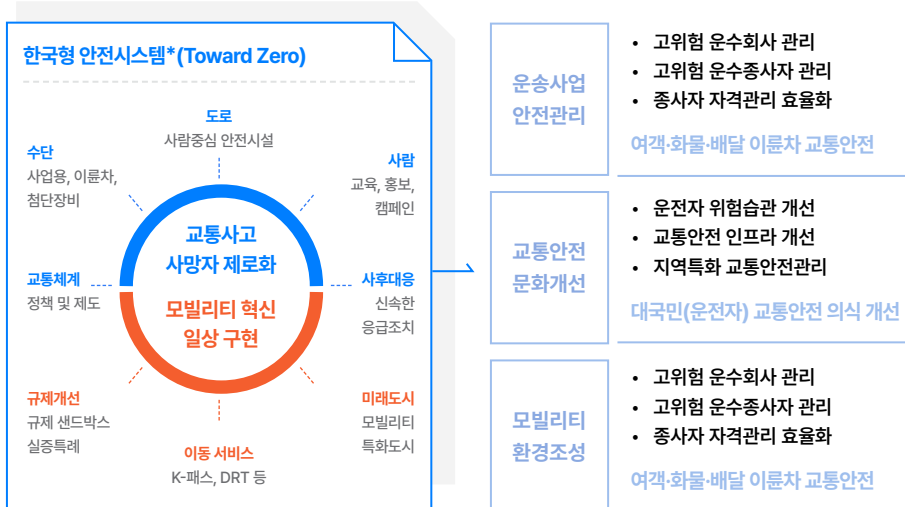 한국형 안전시스템*(Toward Zero)
도로
사람중심 안전시설
수단
사업용, 이륜차,
첨단장비
사람
교육, 홍보,
캠페인
교통사고
사망자 제로화
교통체계
정책 및 제도
사후대응
신속한
응급조치
모빌리티 혁신
일상 구현
규제개선
규제 샌드박스
실증특례
미래도시
모빌리티
특화도시
이동 서비스
K-패스, DRT 등
운송사업
안전관리
• 고위험 운수회사 관리
• 고위험 운수종사자 관리
• 종사자 자격관리 효율화
여객·화물·배달 이륜차 교통안전
교통안전
문화개선
• 운전자 위험습관 개선
• 교통안전 인프라 개선
• 지역특화 교통안전관리
대국민(운전자) 교통안전 의식 개선
모빌리티
환경조성
• 고위험 운수회사 관리
• 고위험 운수종사자 관리
• 종사자 자격관리 효율화
여객·화물·배달 이륜차 교통안전